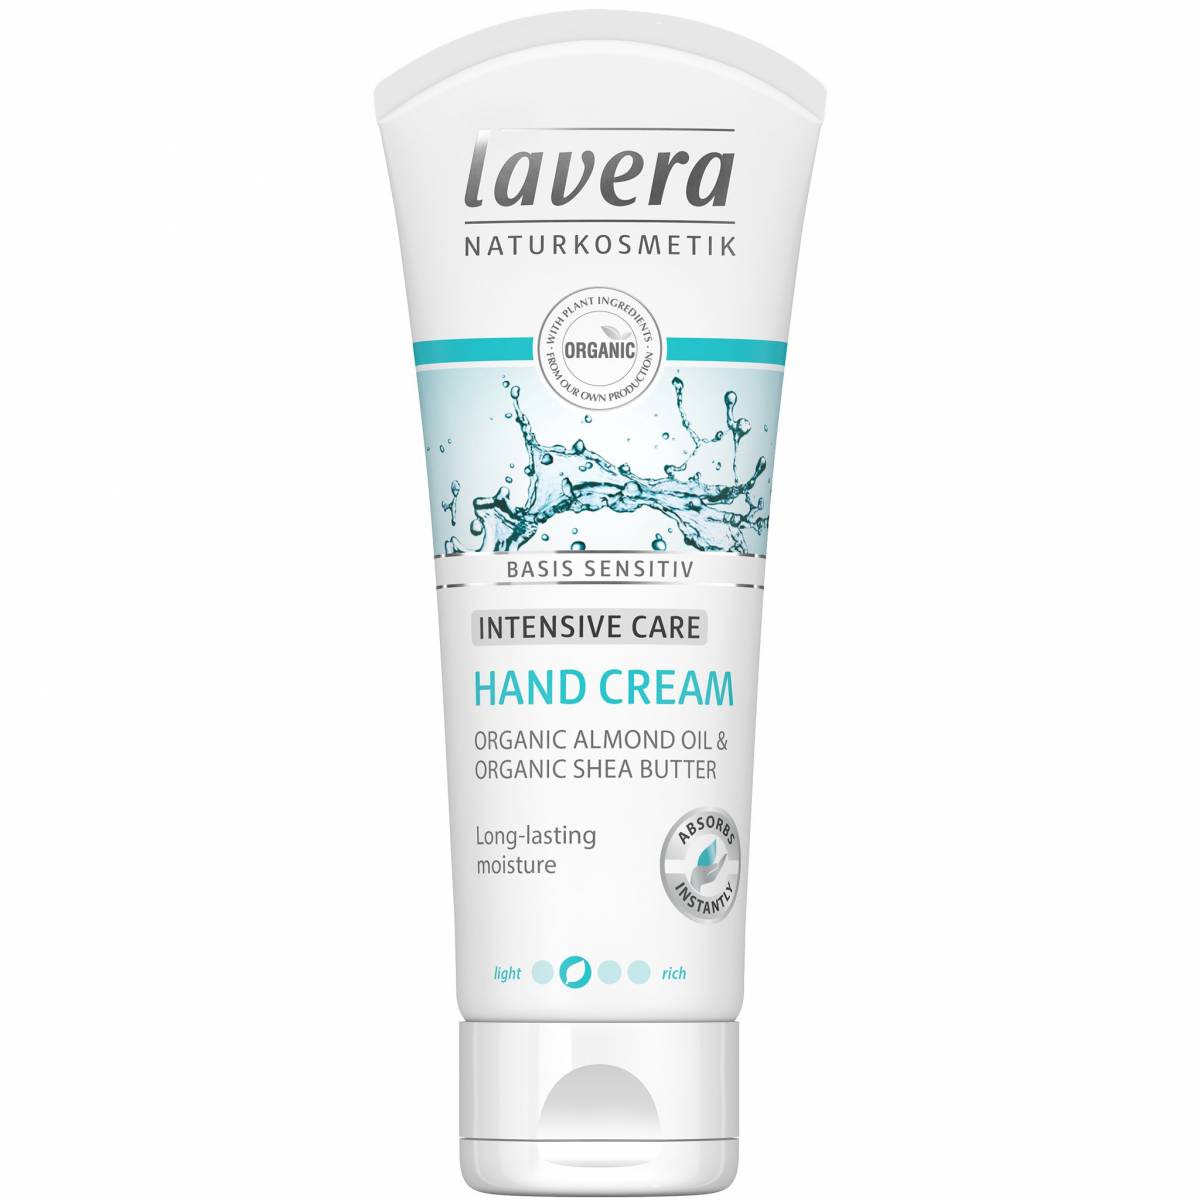 lavera
NATURKOSMETIK
· WITH PLANT INGREDIENTS ·
ORGANIC
FROM OUR OWN PRODUCTION
BASIS SENSITIV
INTENSIVE CARE
HAND CREAM
ORGANIC ALMOND OIL &
ORGANIC SHEA BUTTER
Long-lasting
moisture
ABSORBS
INSTANTLY
light rich